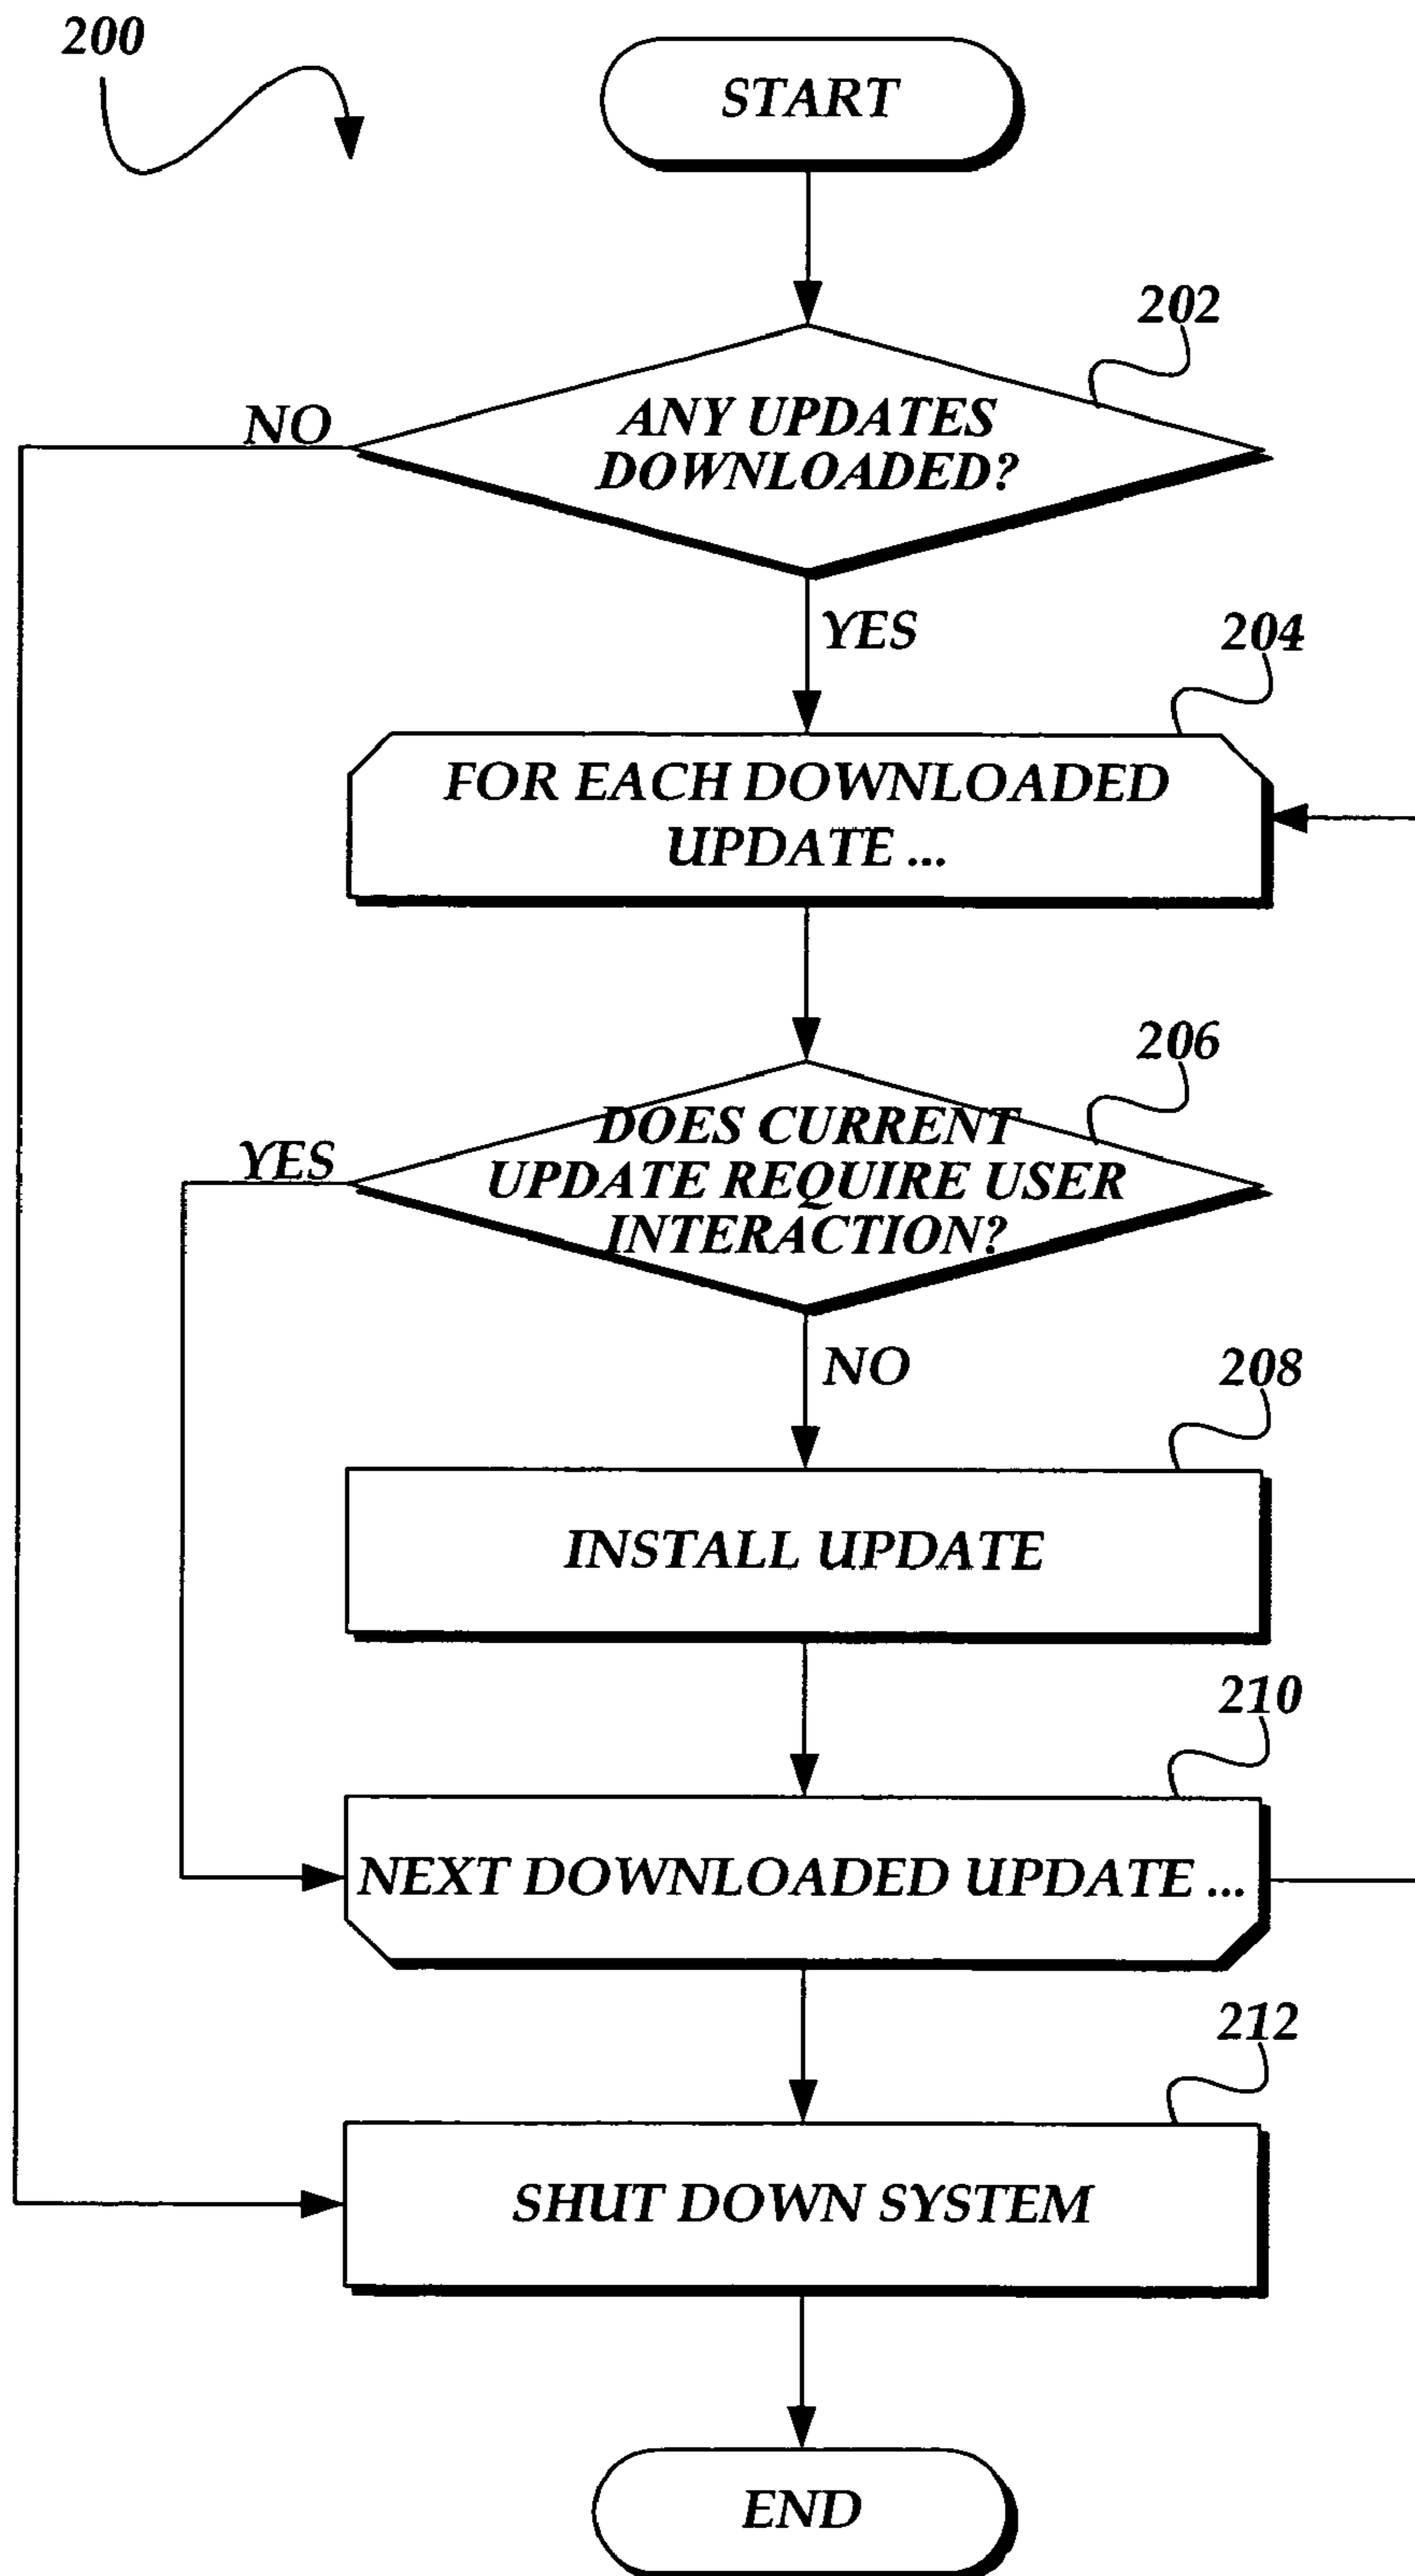 200
START
202
ANY UPDATES
DOWNLOADED?
NO
YES
204
FOR EACH DOWNLOADED
UPDATE ...
206
DOES CURRENT
UPDATE REQUIRE USER
INTERACTION?
YES
NO
208
INSTALL UPDATE
210
NEXT DOWNLOADED UPDATE ...
212
SHUT DOWN SYSTEM
END